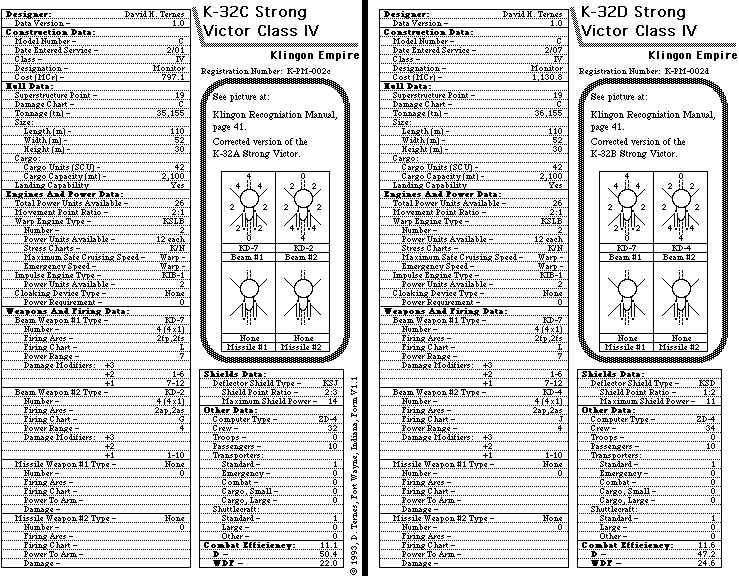 Designer: David H. Ternes
Data Version - 1.0
Construction Data:
Model Number - C
Date Entered Service - 2/01
Class - IV
Designation - Monitor
Cost (MCr) - 797.1
Hull Data:
Superstructure Point - 19
Damage Chart - C
Tonnage (tn) - 35,155
Size:
Length (m) - 110
Width (m) - 52
Height (m) - 30
Cargo:
Cargo Units (SCU) - 42
Cargo Capacity (mt) - 2,100
Landing Capability Yes
Engines And Power Data:
Total Power Units Available - 26
Movement Point Ratio - 2:1
Warp Engine Type - KSLB
Number - 2
Power Units Available - 12 each
Stress Charts - K/N
Maximum Safe Cruising Speed - Warp -
Emergency Speed - Warp -
Impulse Engine Type - KIB-1
Power Units Available - 2
Cloaking Device Type - None
Power Requirement - 0
Weapons And Firing Data:
Beam Weapon #1 Type - KD-7
Number - 4 (4x1)
Firing Arcs - 2fp,2fs
Firing Chart - L
Power Range - 7
Damage Modifiers: +3
+2 1-6
+1 7-12
Beam Weapon #2 Type - KD-2
Number - 4 (4x1)
Firing Arcs - 2ap,2as
Firing Chart - G
Power Range - 4
Damage Modifiers: +3
+2
+1 1-10
Missile Weapon #1 Type - None
Number - 0
Firing Arcs -
Firing Chart -
Power To Arm -
Damage -
Missile Weapon #2 Type - None
Number - 0
Firing Arcs -
Firing Chart -
Power To Arm -
Damage -
K-32C Strong
Victor Class IV
Klingon Empire
Registration Number: K-PM-002c
See picture at:
Klingon Recogniation Manual,
page 41.
Corrected version of the
K-32A Strong Victor.
4 0
4 4 2 2
2 2 2 2
0 4
KD-7 KD-2
Beam #1 Beam #2
None None
Missile #1 Missile #2
Shields Data:
Deflector Shield Type - KSJ
Shield Point Ratio - 2:3
Maximum Shield Power - 14
Other Data:
Computer Type - ZD-4
Crew - 32
Troops - 0
Passengers - 10
Transporters:
Standard - 1
Emergency - 0
Combat - 0
Cargo, Small - 0
Cargo, Large - 0
Shuttlecraft:
Standard - 1
Large - 0
Other - 0
Combat Efficiency: 11.1
D - 50.4
WDF - 22.0
© 1993, D. Ternes, Fort Wayne, Indiana, Form V1.1
Designer: David H. Ternes
Data Version - 1.0
Construction Data:
Model Number - C
Date Entered Service - 2/07
Class - IV
Designation - Monitor
Cost (MCr) - 1,130.8
Hull Data:
Superstructure Point - 19
Damage Chart - C
Tonnage (tn) - 36,155
Size:
Length (m) - 110
Width (m) - 52
Height (m) - 30
Cargo:
Cargo Units (SCU) - 42
Cargo Capacity (mt) - 2,100
Landing Capability Yes
Engines And Power Data:
Total Power Units Available - 26
Movement Point Ratio - 2:1
Warp Engine Type - KSLB
Number - 2
Power Units Available - 12 each
Stress Charts - K/N
Maximum Safe Cruising Speed - Warp -
Emergency Speed - Warp -
Impulse Engine Type - KIB-1
Power Units Available - 2
Cloaking Device Type - None
Power Requirement - 0
Weapons And Firing Data:
Beam Weapon #1 Type - KD-7
Number - 4 (4x1)
Firing Arcs - 2fp,2fs
Firing Chart - L
Power Range - 7
Damage Modifiers: +3
+2 1-6
+1 7-12
Beam Weapon #2 Type - KD-4
Number - 4 (4x1)
Firing Arcs - 2ap,2as
Firing Chart -
Power Range - 4
Damage Modifiers: +3
+2
+1 1-10
Missile Weapon #1 Type - None
Number - 0
Firing Arcs -
Firing Chart -
Power To Arm -
Damage -
Missile Weapon #2 Type - None
Number - 0
Firing Arcs -
Firing Chart -
Power To Arm -
Damage -
K-32D Strong
Victor Class IV
Klingon Empire
Registration Number: K-PM-002d
See picture at:
Klingon Recogniation Manual,
page 41.
Corrected version of the
K-32B Strong Victor.
4 0
4 4 2 2
2 2 2 2
0 4
KD-7 KD-4
Beam #1 Beam #2
None None
Missile #1 Missile #2
Shields Data:
Deflector Shield Type - KSD
Shield Point Ratio - 1:2
Maximum Shield Power - 11
Other Data:
Computer Type - ZD-4
Crew - 34
Troops - 0
Passengers - 10
Transporters:
Standard - 1
Emergency - 0
Combat - 0
Cargo, Small - 0
Cargo, Large - 0
Shuttlecraft:
Standard - 1
Large - 0
Other - 0
Combat Efficiency: 11.6
D - 47.2
WDF - 24.6